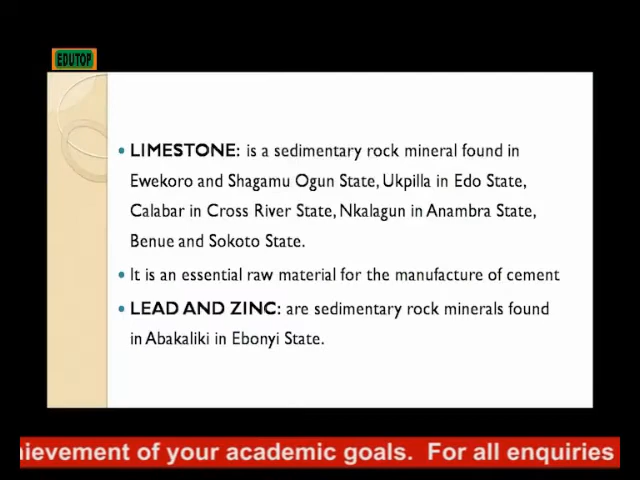 EDUTOP
• LIMESTONE: is a sedimentary rock mineral found in
Ewekoro and Shagamu Ogun State, Ukpilla in Edo State,
Calabar in Cross River State, Nkalagun in Anambra State,
Benue and Sokoto State.
• It is an essential raw material for the manufacture of cement
• LEAD AND ZINC: are sedimentary rock minerals found
in Abakaliki in Ebonyi State.
ievement of your academic goals. For all enquiries